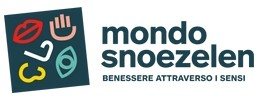 mondo
snoezelen
BENESSERE ATTRAVERSO I SENSI